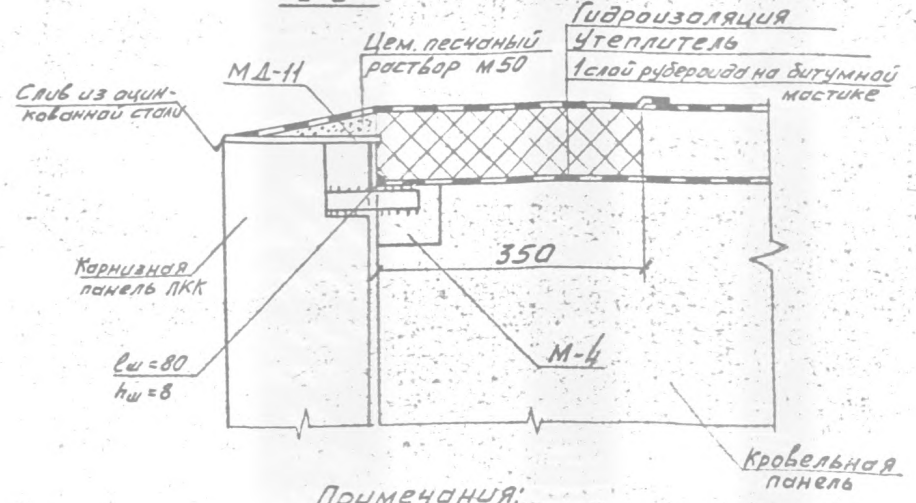 Гидроизоляция
Утеплитель
1 слой рубероида на битумной
мастике
Цем. песчаный
раствор М50
МД-11
Слив из оцин-
кованной стали
Карнизная
панель ПКК
350
ℓш=80
hш=8
М-4
Кровельная
панель
Примечания: